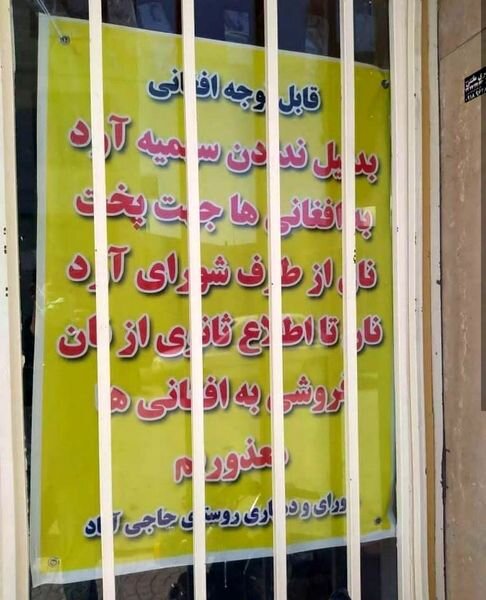 قابل توجه افغانی
بدلیل ندادن سهمیه آرد
به افغانی ها جهت پخت
نان از طرف شورای آرد
نان تا اطلاع ثانوی از نان
فروشی به افغانی ها
معذوریم
شورای و دهیاری روستای حاجی آباد